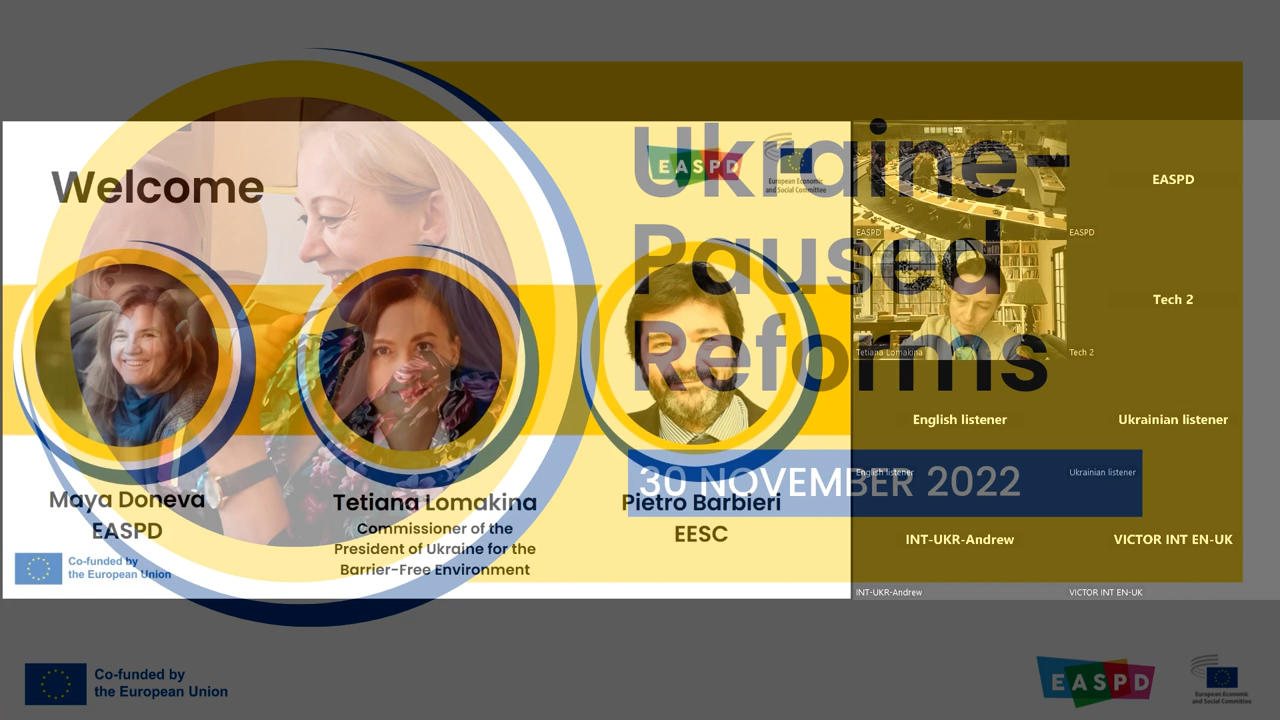 Welcome
EASPD
European Economic
and Social Committee
Ukraine-
Paused
Reforms
30 NOVEMBER 2022
Maya Doneva
EASPD
Tetiana Lomakina
Commissioner of the
President of Ukraine for the
Barrier-Free Environment
Pietro Barbieri
EESC
Co-funded by
the European Union
EASPD
EASPD
EASPD
Tech 2
Tetiana Lomakina
Tech 2
English listener
Ukrainian listener
English listener
Ukrainian listener
INT-UKR-Andrew
VICTOR INT EN-UK
INT-UKR-Andrew
VICTOR INT EN-UK
Co-funded by
the European Union
EASPD
European Economic
and Social Committee